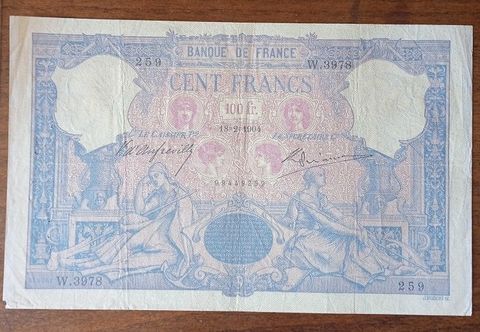 BANQUE DE FRANCE
259
W.3978
CENT FRANCS
100 Fr.
18-2-1904
LE CAISSIER Pal
LE SECRÉTAIRE Gal
W.3978
259